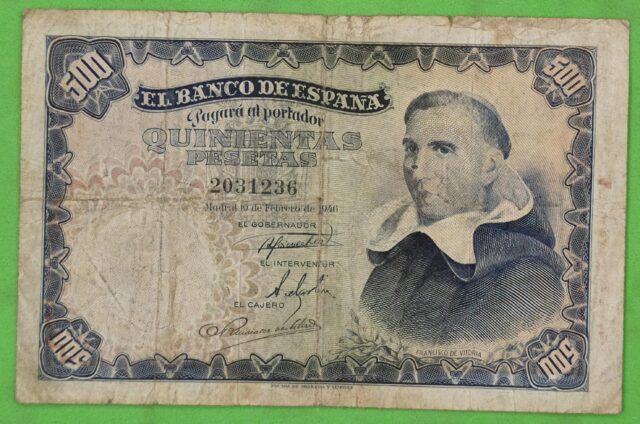 500 500
EL BANCO DE ESPAÑA
Pagará al portador
QUINIENTAS
PESETAS
2031236
Madrid 19 de Febrero de 1946
EL GOBERNADOR
EL INTERVENTOR
EL CAJERO
FRANCISCO DE VITORIA
500 500